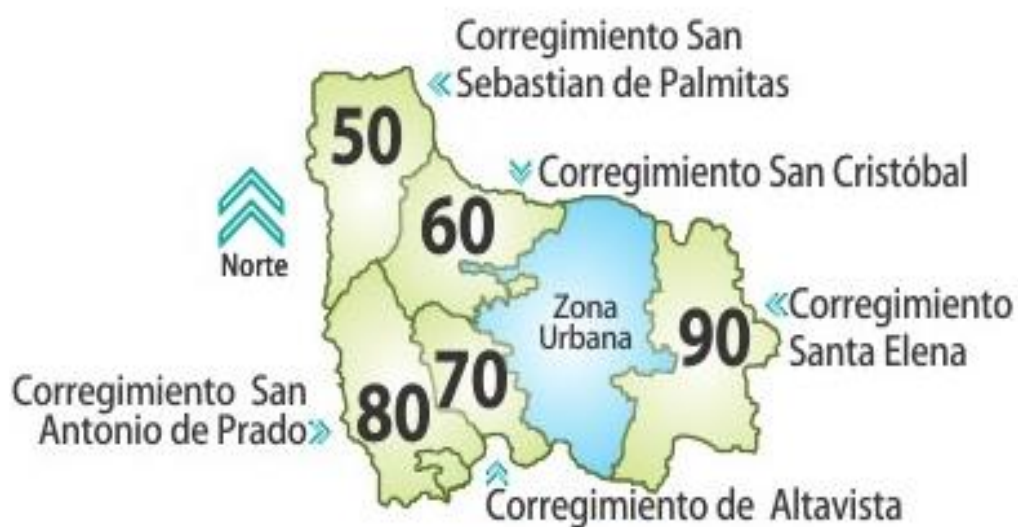 Corregimiento San
Sebastian de Palmitas
50
Corregimiento San Cristóbal
60
Norte
Zona
Urbana
Corregimiento
Santa Elena
90
70
80
Corregimiento San
Antonio de Prado
Corregimiento de Altavista